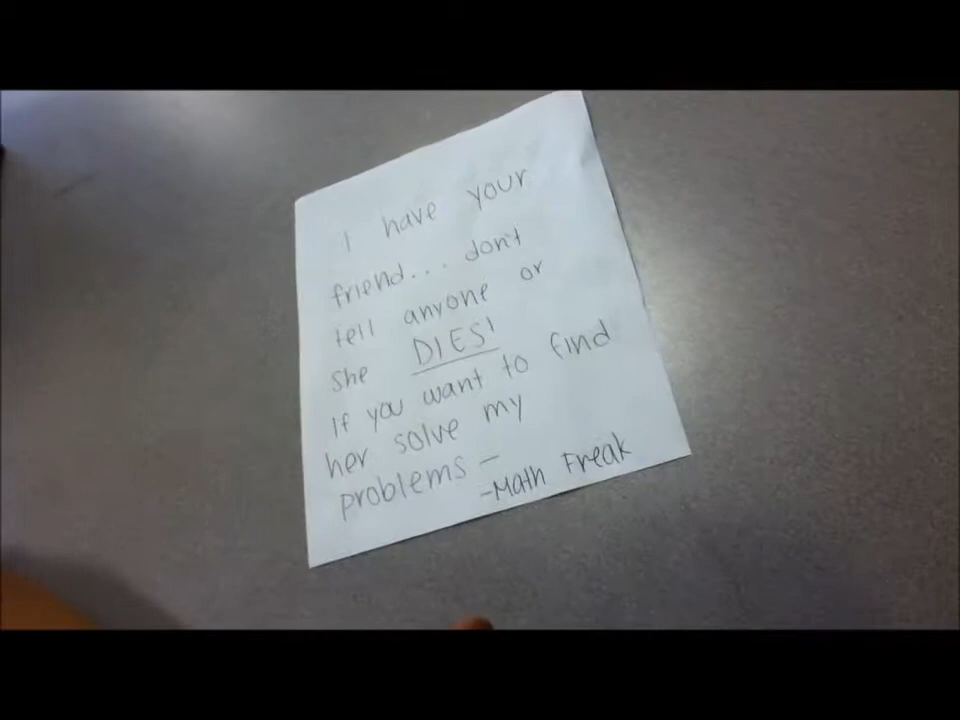 I have your
friend... don't
tell anyone or
she DIES!
If you want to find
her solve my
problems -
-Math Freak